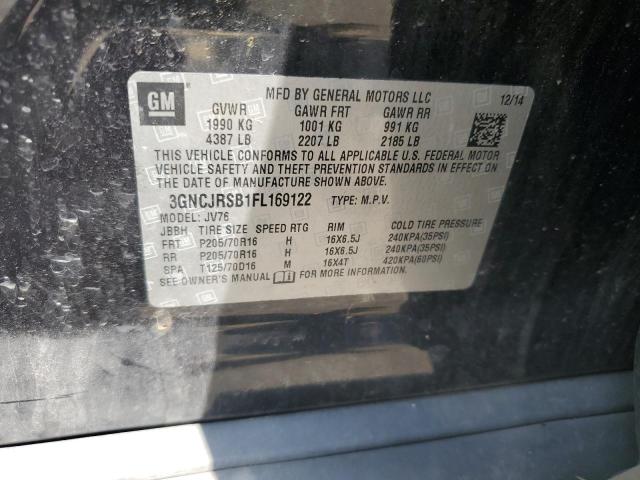 GM
MFD BY GENERAL MOTORS LLC 12/14
GVWR GAWR FRT GAWR RR
1990 KG 1001 KG 991 KG
4387 LB 2207 LB 2185 LB
THIS VEHICLE CONFORMS TO ALL APPLICABLE U.S. FEDERAL MOTOR
VEHICLE SAFETY AND THEFT PREVENTION STANDARDS IN EFFECT ON
THE DATE OF MANUFACTURE SHOWN ABOVE.
3GNCJRSB1FL169122 TYPE: M.P.V.
MODEL: JV76
JBBH TIRE SIZE SPEED RTG RIM COLD TIRE PRESSURE
FRT P205/70R16 H 16X6.5J 240KPA(35PSI)
RR P205/70R16 H 16X6.5J 240KPA(35PSI)
SPA T125/70D16 M 16X4T 420KPA(60PSI)
SEE OWNER'S MANUAL FOR MORE INFORMATION.